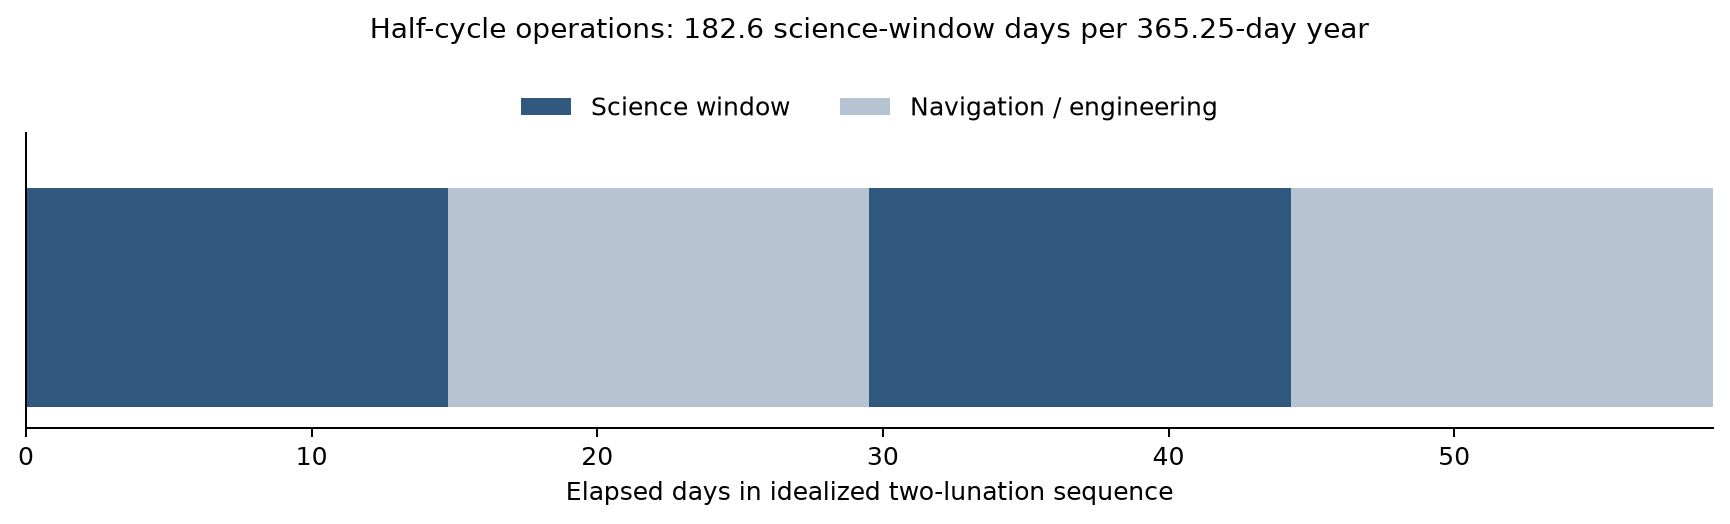 Half-cycle operations: 182.6 science-window days per 365.25-day year
Science window
Navigation / engineering
0 10 20 30 40 50
Elapsed days in idealized two-lunation sequence